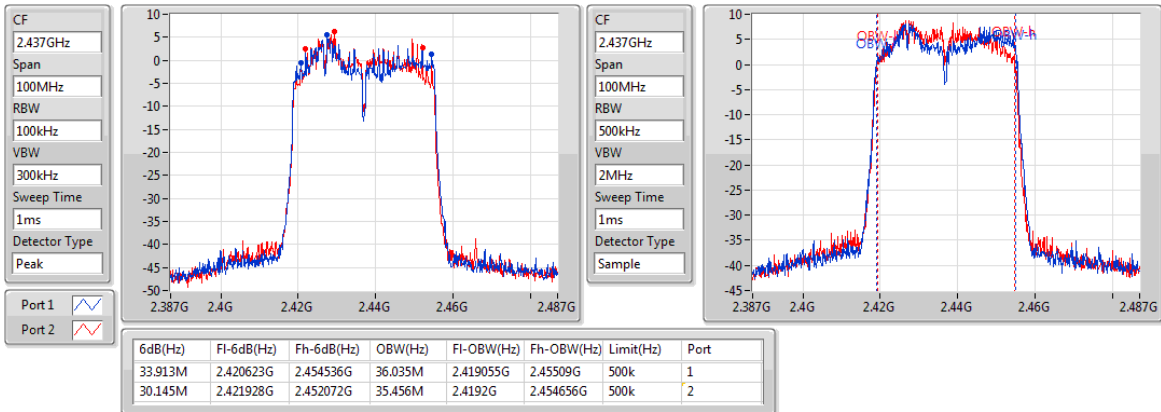 CF
2.437GHz
Span
100MHz
RBW
100kHz
VBW
300kHz
Sweep Time
1ms
Detector Type
Peak
Port 1
Port 2
10
5
0
-5
-10
-15
-20
-25
-30
-35
-40
-45
-50
2.387G 2.4G 2.42G 2.44G 2.46G 2.487G
CF
2.437GHz
Span
100MHz
RBW
500kHz
VBW
2MHz
Sweep Time
1ms
Detector Type
Sample
10
5
0
-5
-10
-15
-20
-25
-30
-35
-40
-45
OBW-h
2.387G 2.4G 2.42G 2.44G 2.46G 2.487G
6dB(Hz) Fl-6dB(Hz) Fh-6dB(Hz) OBW(Hz) Fl-OBW(Hz) Fh-OBW(Hz) Limit(Hz) Port
33.913M 2.420623G 2.454536G 36.035M 2.419055G 2.45509G 500k 1
30.145M 2.421928G 2.452072G 35.456M 2.4192G 2.454656G 500k 2